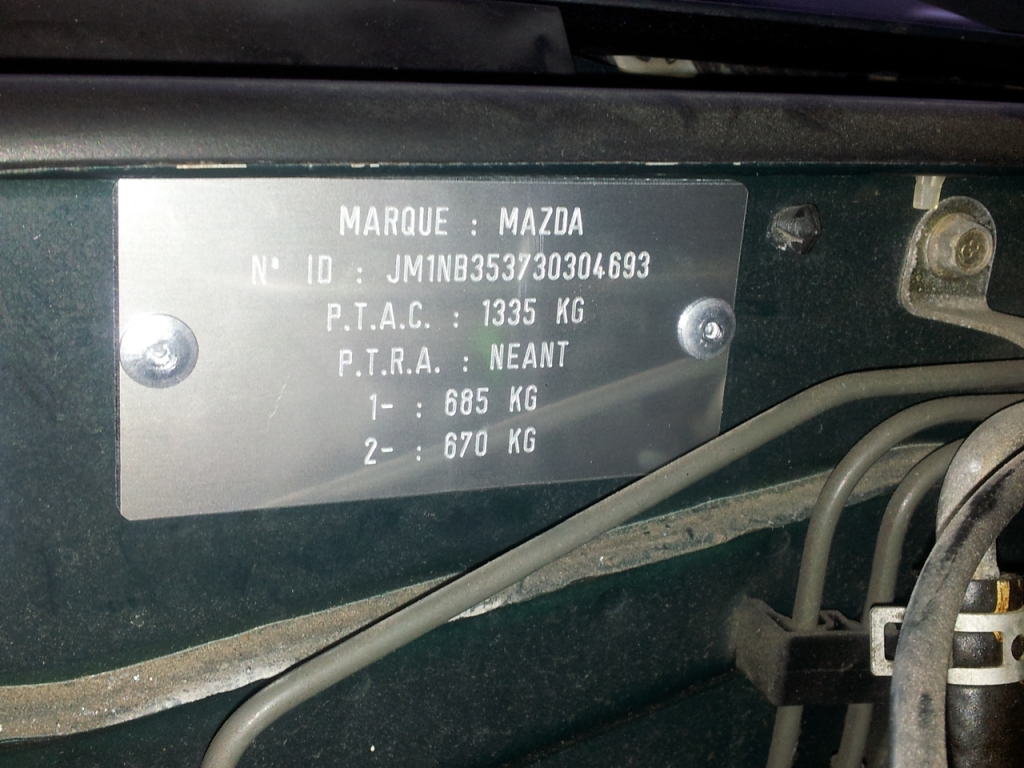 MARQUE : MAZDA
N° ID : JM1NB353730304693
P.T.A.C. : 1335 KG
P.T.R.A. : NEANT
1- : 685 KG
2- : 670 KG